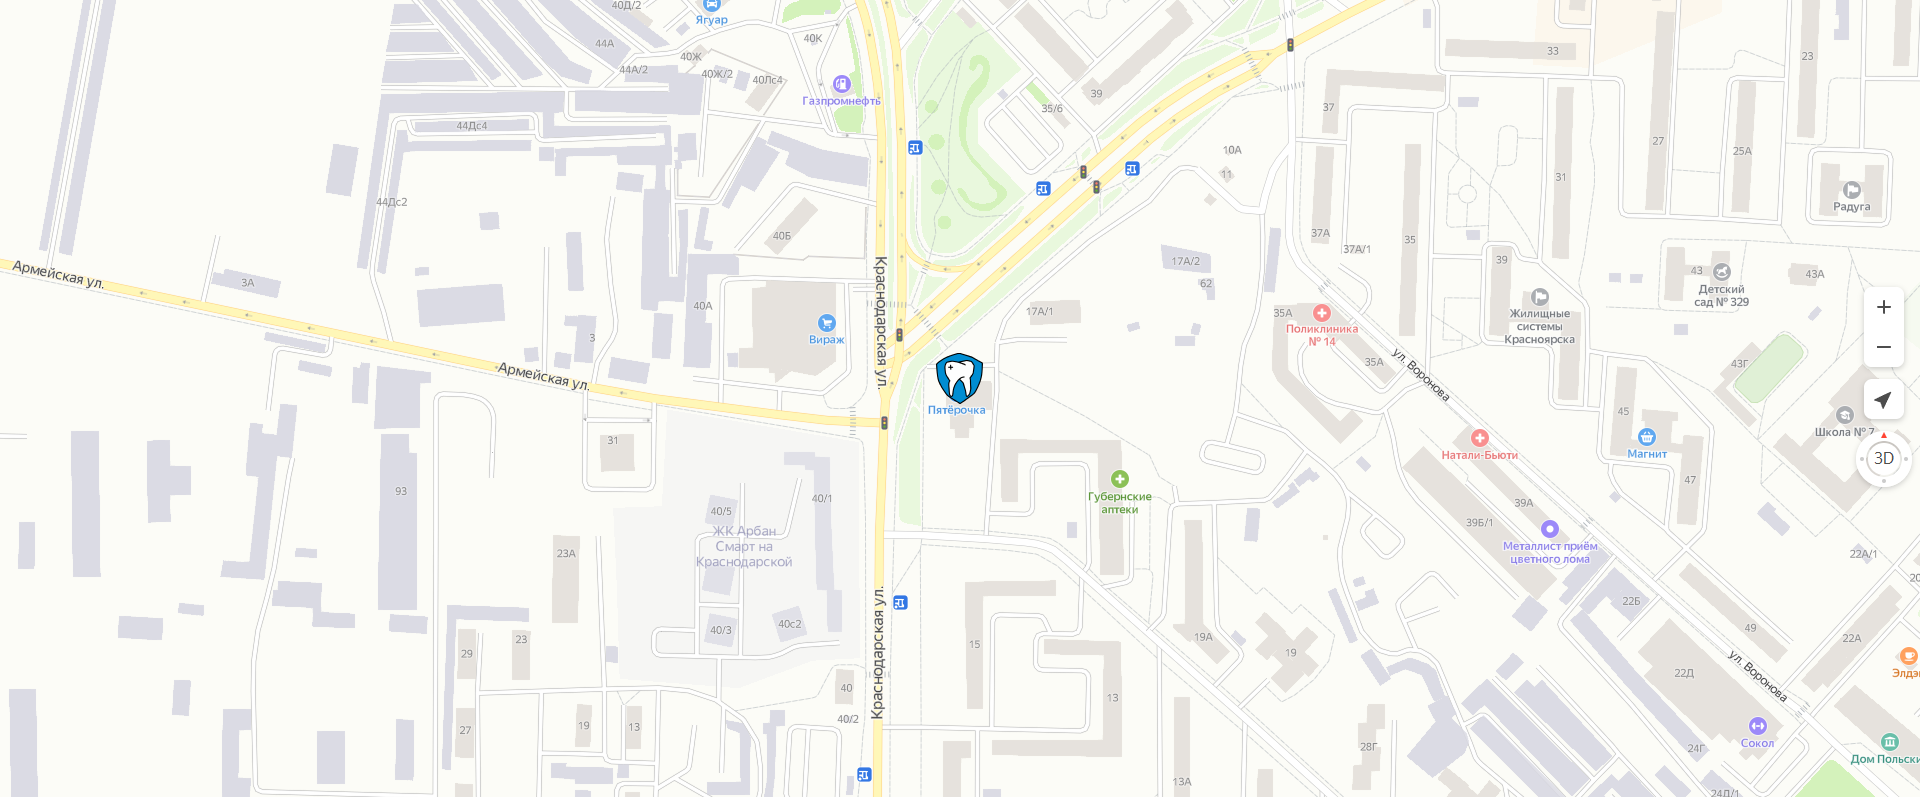 40Д/2
Ягуар
44А
40К
40Ж
44А/2
40Ж/2
40Лс4
Газпромнефть
44Дс4
44Дс2
40Б
Армейская ул.
3А
40А
3
Вираж
Краснодарская ул.
Армейская ул.
39
35/6
33
37
23
27
25А
10А
11
31
Радуга
37А
37А/1
35
17А/2
62
39
43
43А
Детский
сад № 329
17А/1
35А
Поликлиника
№ 14
Жилищные
системы
Красноярска
35А
ул. Воронова
43Г
Пятёрочка
45
Школа № 7
31
Магнит
Натали-Бьюти
3D
47
93
40/1
40/5
Губернские
аптеки
39А
39Б/1
ЖК Арбан
Смарт на
Краснодарской
23А
Металлист приём
цветного лома
22А/1
20
22Б
Краснодарская ул.
40/3
40с2
23
29
15
19А
19
49
22А
ул. Воронова
22Д
Элдэ
40
40/2
13
27
19
13
28Г
24Г
Сокол
Дом Польски
13А
24Д/1